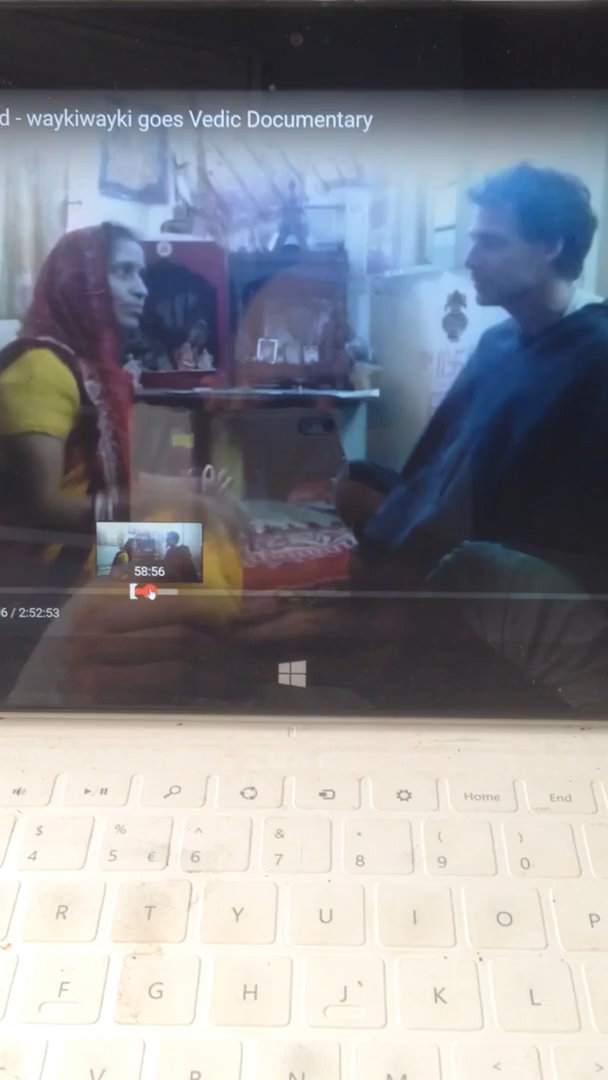 d - waykiwayki goes Vedic Documentary
58:56
6 / 2:52:53
Home End
$ % ^ & * ( )
4 5 € 6 7 8 9 0
R T Y U I O P
F G H J K L
V B N M < >